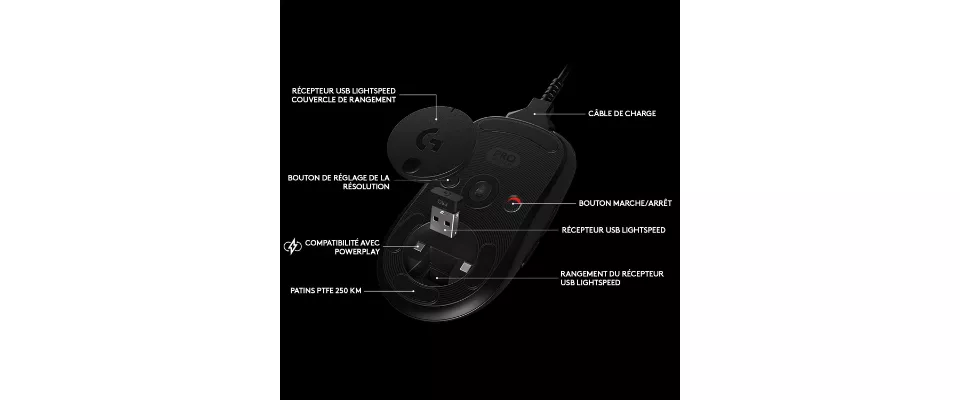 RÉCEPTEUR USB LIGHTSPEED
COUVERCLE DE RANGEMENT
CÂBLE DE CHARGE
BOUTON DE RÉGLAGE DE LA
RÉSOLUTION
PRO
BOUTON MARCHE/ARRÊT
RÉCEPTEUR USB LIGHTSPEED
COMPATIBILITÉ AVEC
POWERPLAY
RANGEMENT DU RÉCEPTEUR
USB LIGHTSPEED
PATINS PTFE 250 KM